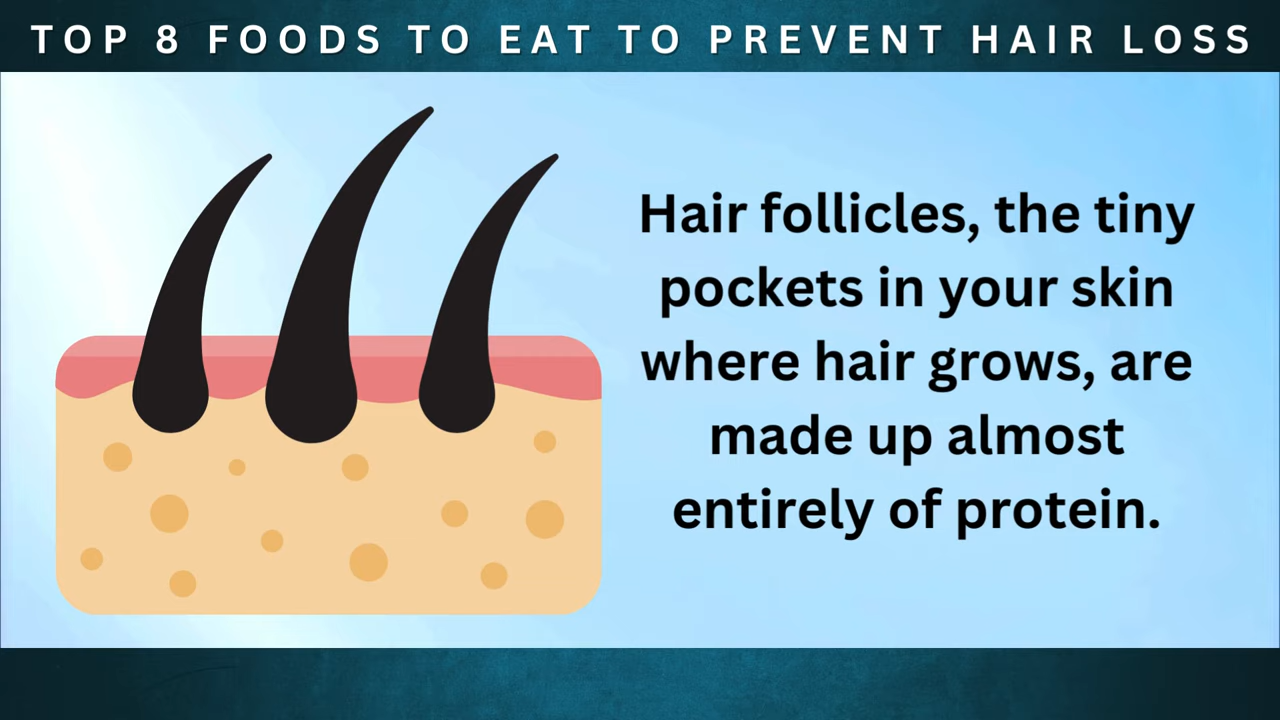 TOP 8 FOODS TO EAT TO PREVENT HAIR LOSS
Hair follicles, the tiny
pockets in your skin
where hair grows, are
made up almost
entirely of protein.